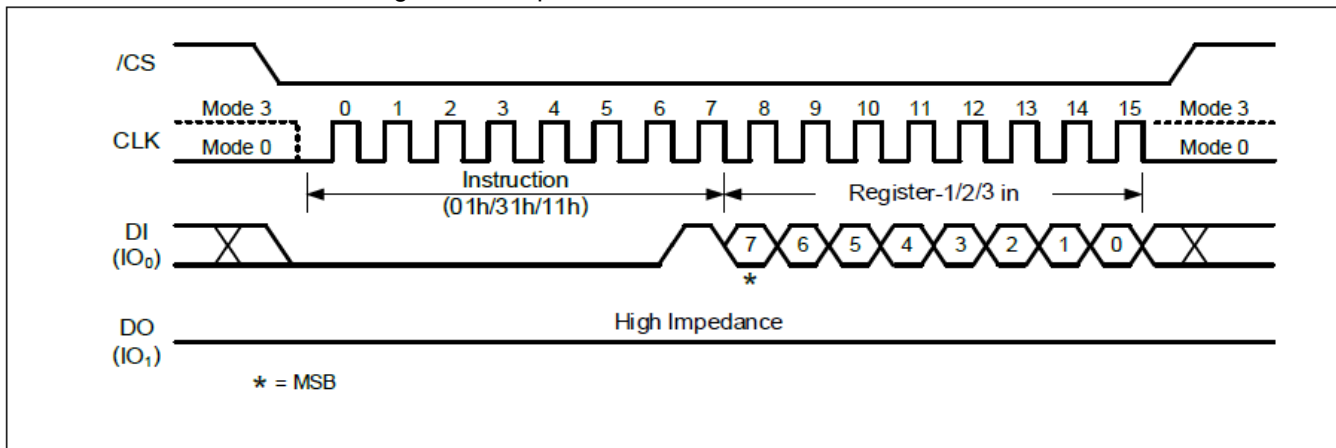 /CS
Mode 3 0 1 2 3 4 5 6 7 8 9 10 11 12 13 14 15 Mode 3
CLK
Mode 0 Mode 0
Instruction
(01h/31h/11h)
Register-1/2/3 in
DI
(IO₀)
7 6 5 4 3 2 1 0
*
High Impedance
DO
(IO₁)
* = MSB